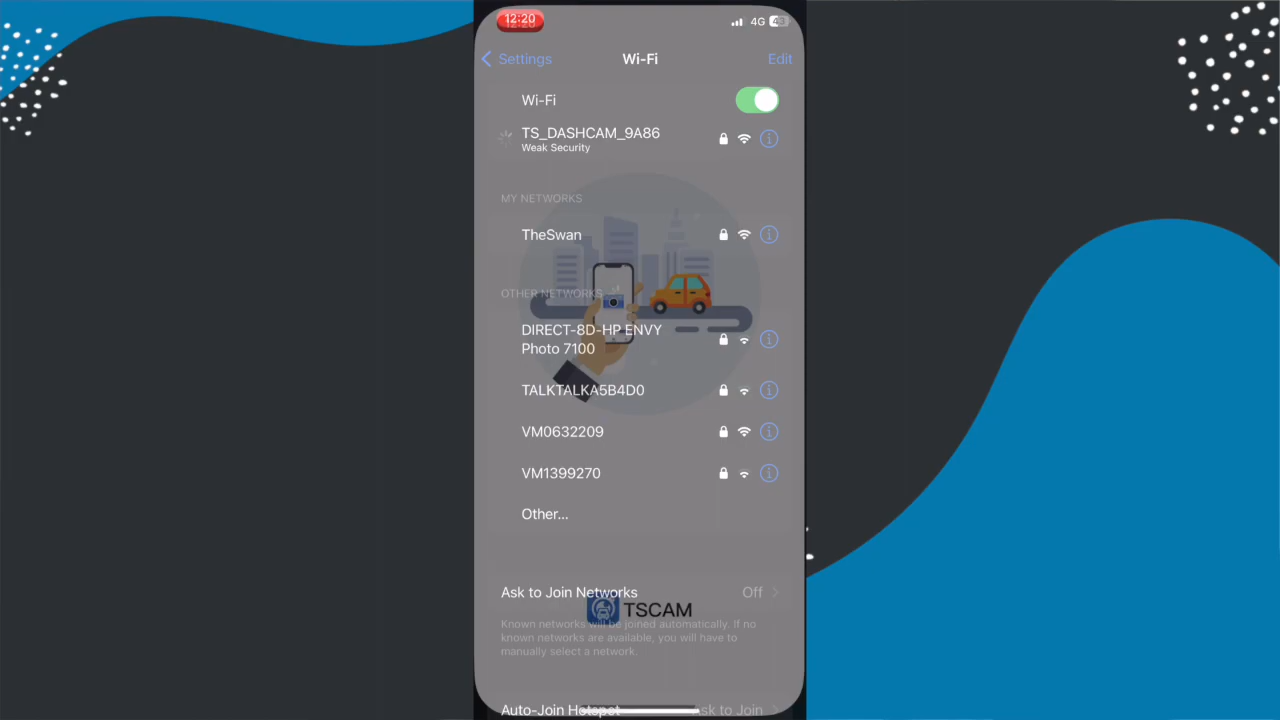 12:20
4G 43
Settings
Wi-Fi
Edit
Wi-Fi
TS_DASHCAM_9A86
Weak Security
MY NETWORKS
TheSwan
OTHER NETWORKS
DIRECT-8D-HP ENVY
Photo 7100
TALKTALKA5B4D0
VM0632209
VM1399270
Other...
Ask to Join Networks Off
TSCAM
Known networks will be joined automatically. If no
known networks are available, you will have to
manually select a network.
Auto-Join Hotspot Ask to Join